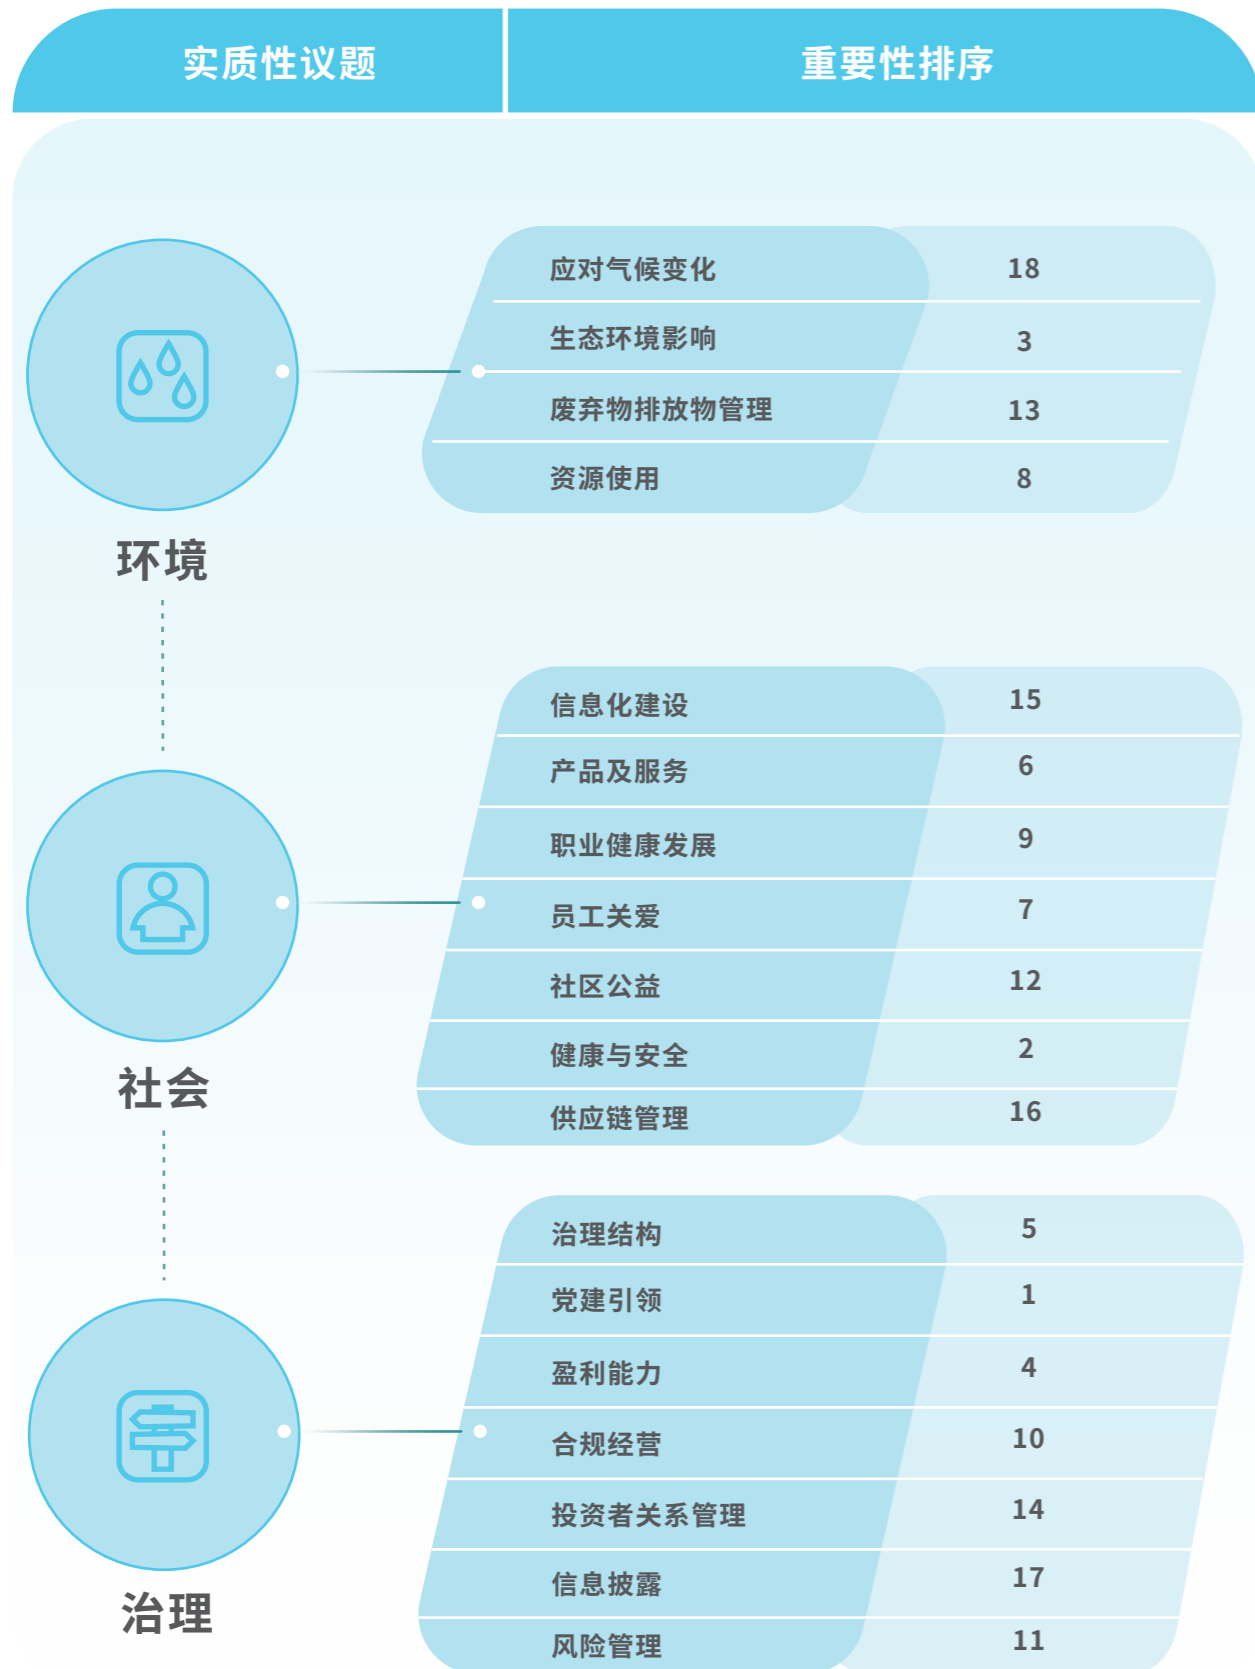 实质性议题 重要性排序
应对气候变化 18
生态环境影响 3
废弃物排放物管理 13
资源使用 8
环境
信息化建设 15
产品及服务 6
职业健康发展 9
员工关爱 7
社区公益 12
健康与安全 2
供应链管理 16
社会
治理结构 5
党建引领 1
盈利能力 4
合规经营 10
投资者关系管理 14
信息披露 17
风险管理 11
治理